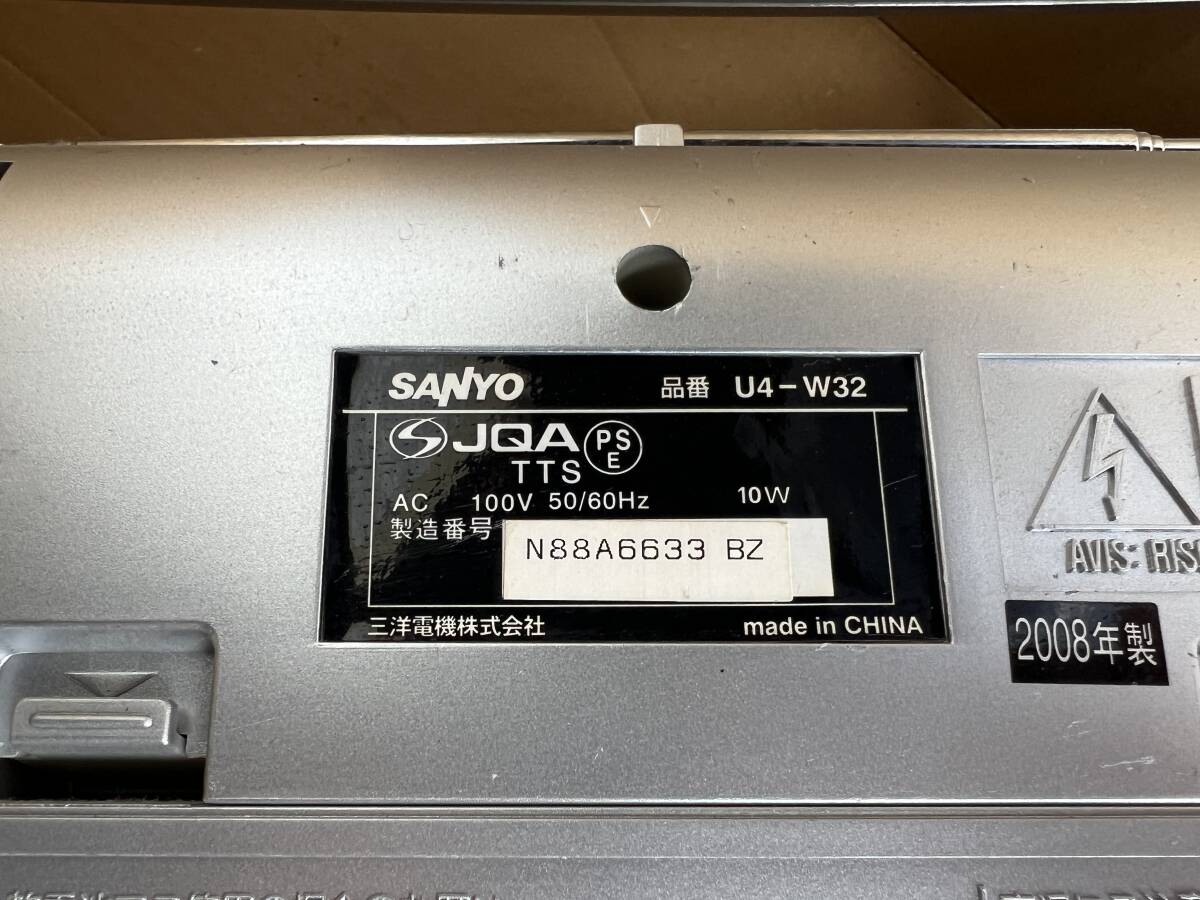 SANYO 品番 U4-W32
JQA PS E
TTS
AC 100V 50/60Hz 10W
製造番号 N88A6633 BZ
三洋電機株式会社 made in CHINA
AVIS:
2008年製